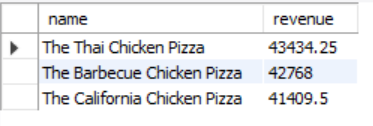 name revenue
The Thai Chicken Pizza 43434.25
The Barbecue Chicken Pizza 42768
The California Chicken Pizza 41409.5